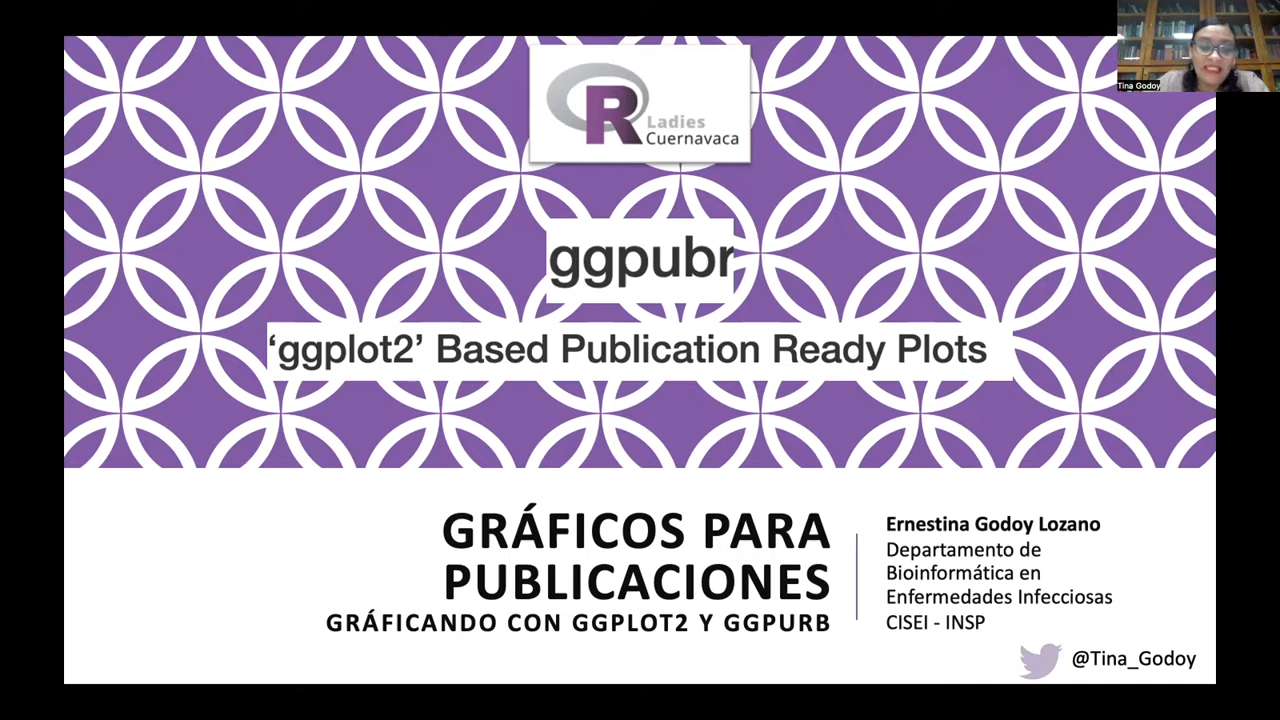 Tina Godoy
R
Ladies
Cuernavaca
ggpubr
‘ggplot2’ Based Publication Ready Plots
GRÁFICOS PARA
PUBLICACIONES
GRÁFICANDO CON GGPLOT2 Y GGPURB
Ernestina Godoy Lozano
Departamento de
Bioinformática en
Enfermedades Infecciosas
CISEI - INSP
@Tina_Godoy